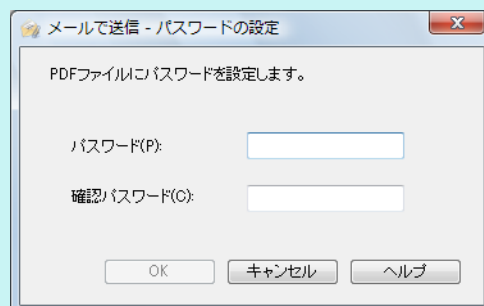 メールで送信 - パスワードの設定
PDFファイルにパスワードを設定します。
パスワード(P):
確認パスワード(C):
OK キャンセル ヘルプ